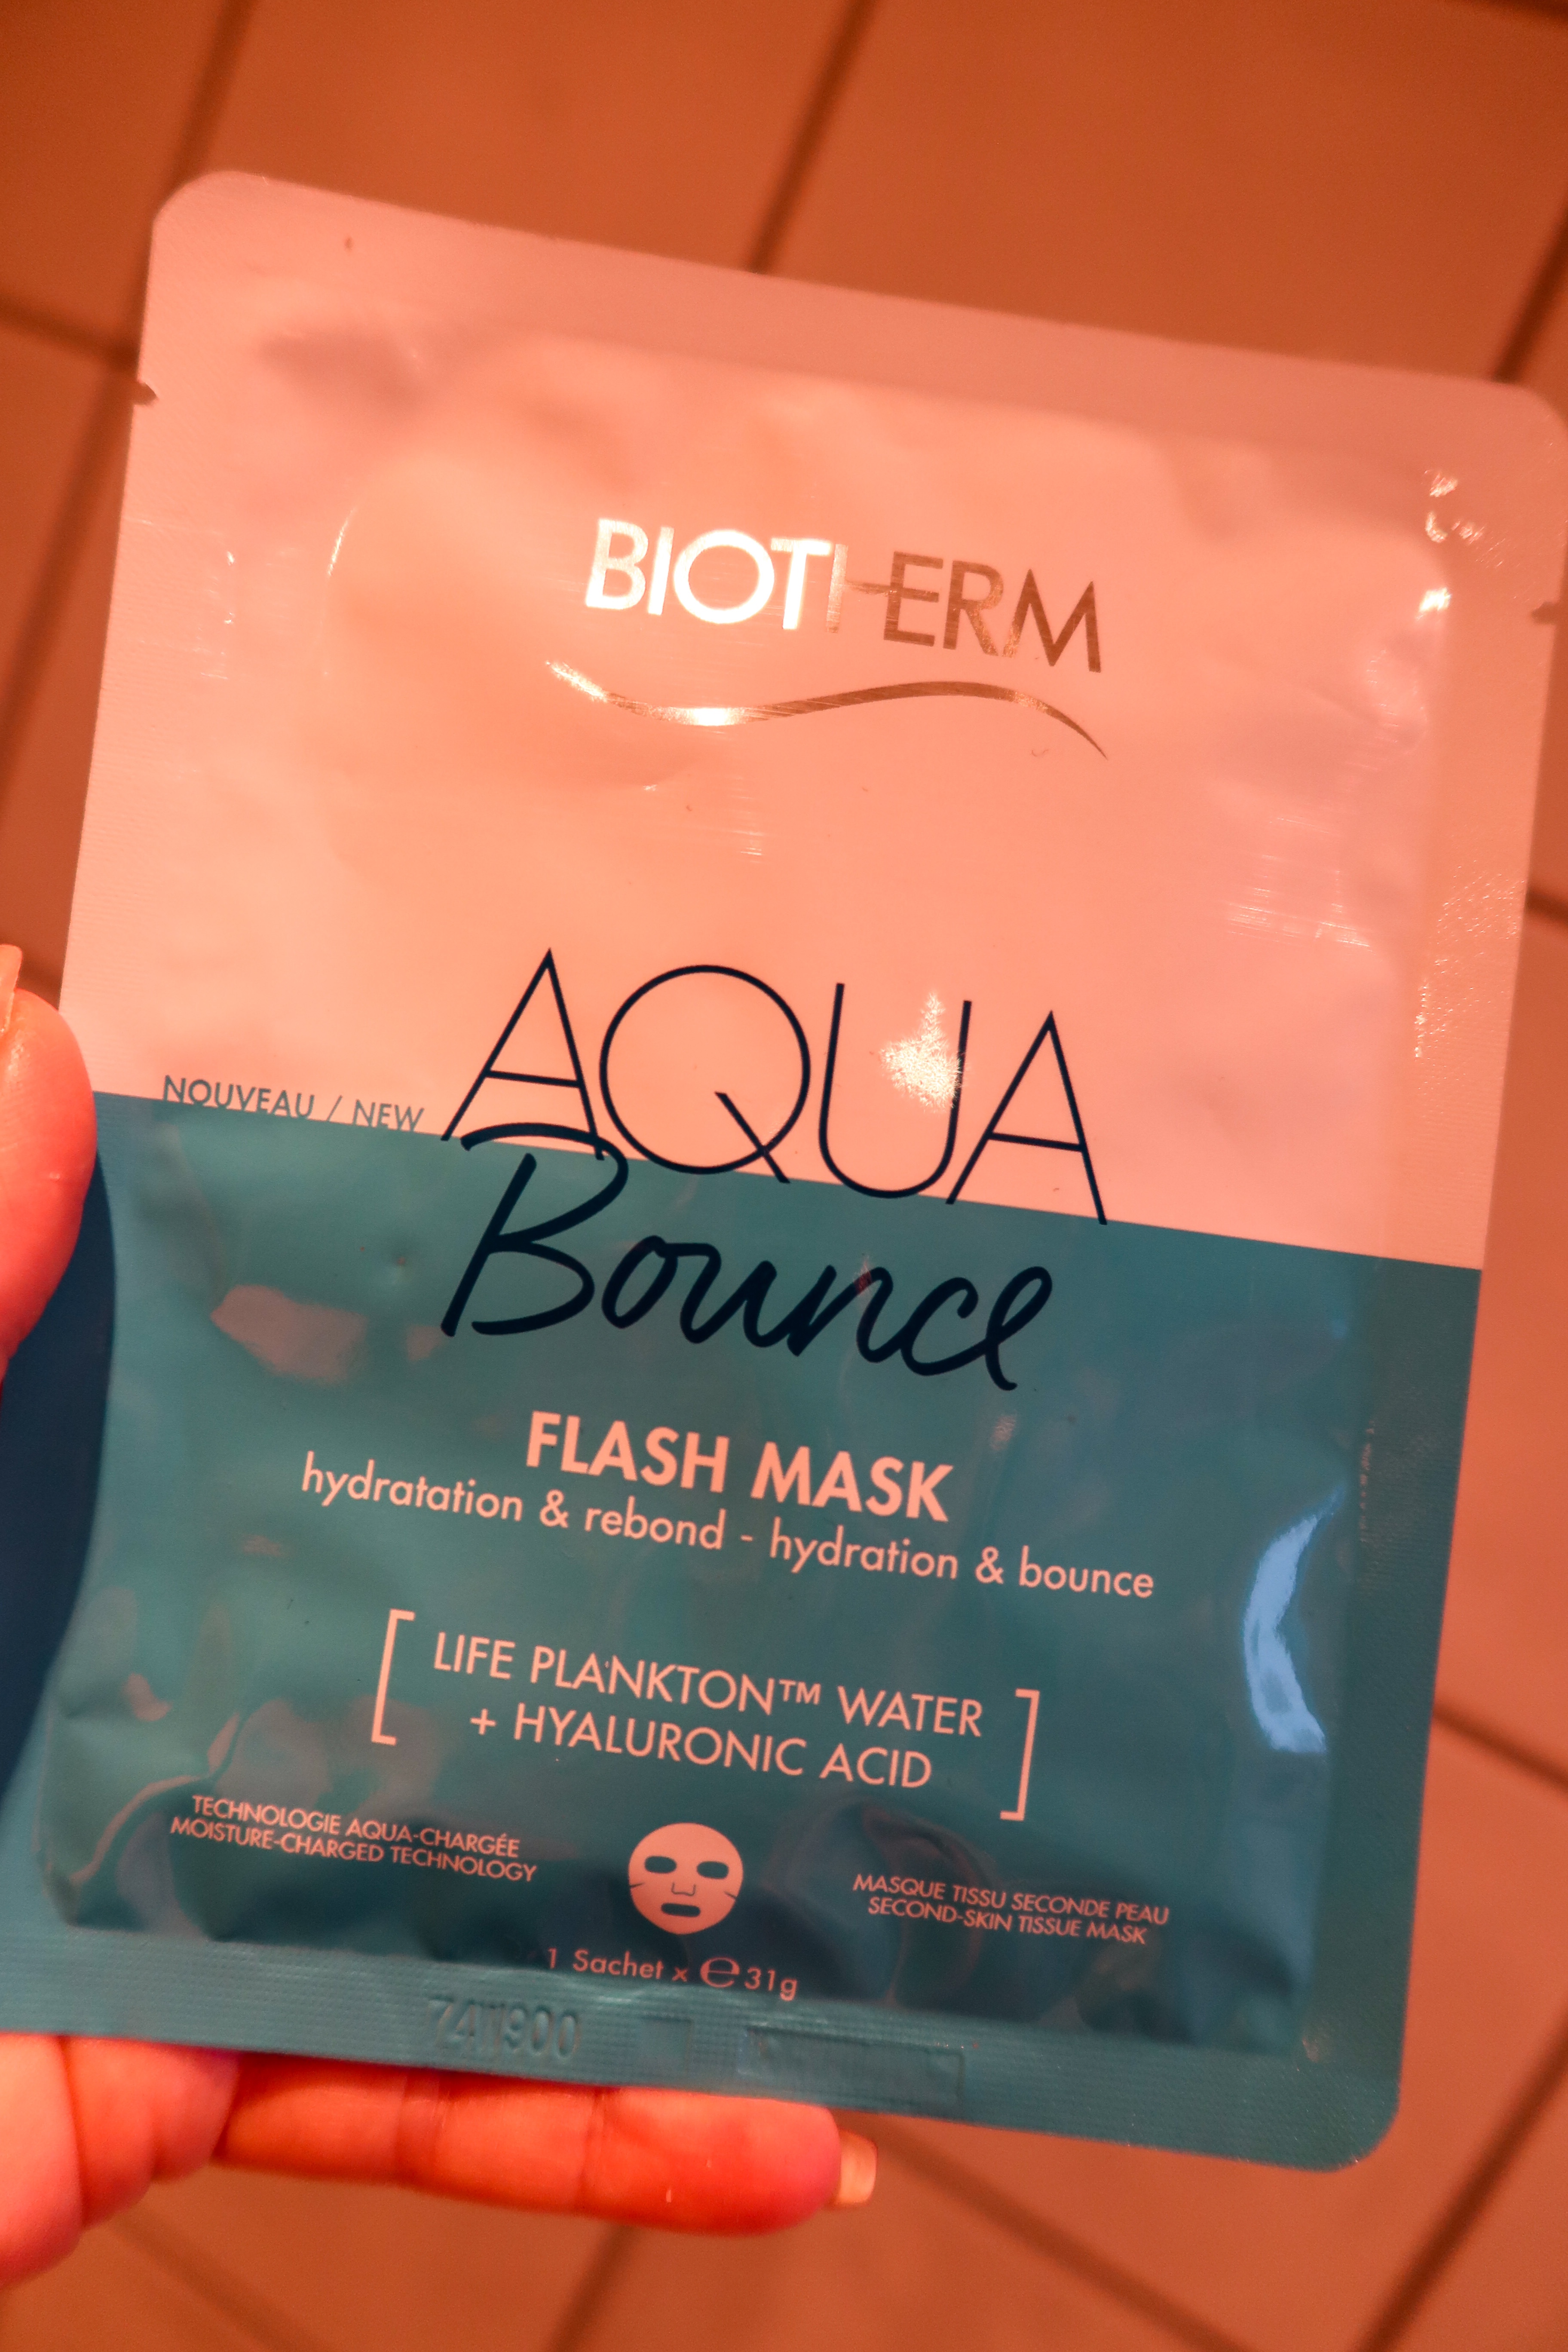 BIOTHERM
AQUA
NOUVEAU / NEW
Bounce
FLASH MASK
hydratation & rebond - hydration & bounce
LIFE PLANKTON™ WATER
+ HYALURONIC ACID
TECHNOLOGIE AQUA-CHARGÉE
MOISTURE-CHARGED TECHNOLOGY
MASQUE TISSU SECONDE PEAU
SECOND-SKIN TISSUE MASK
1 Sachet x ℮ 31g